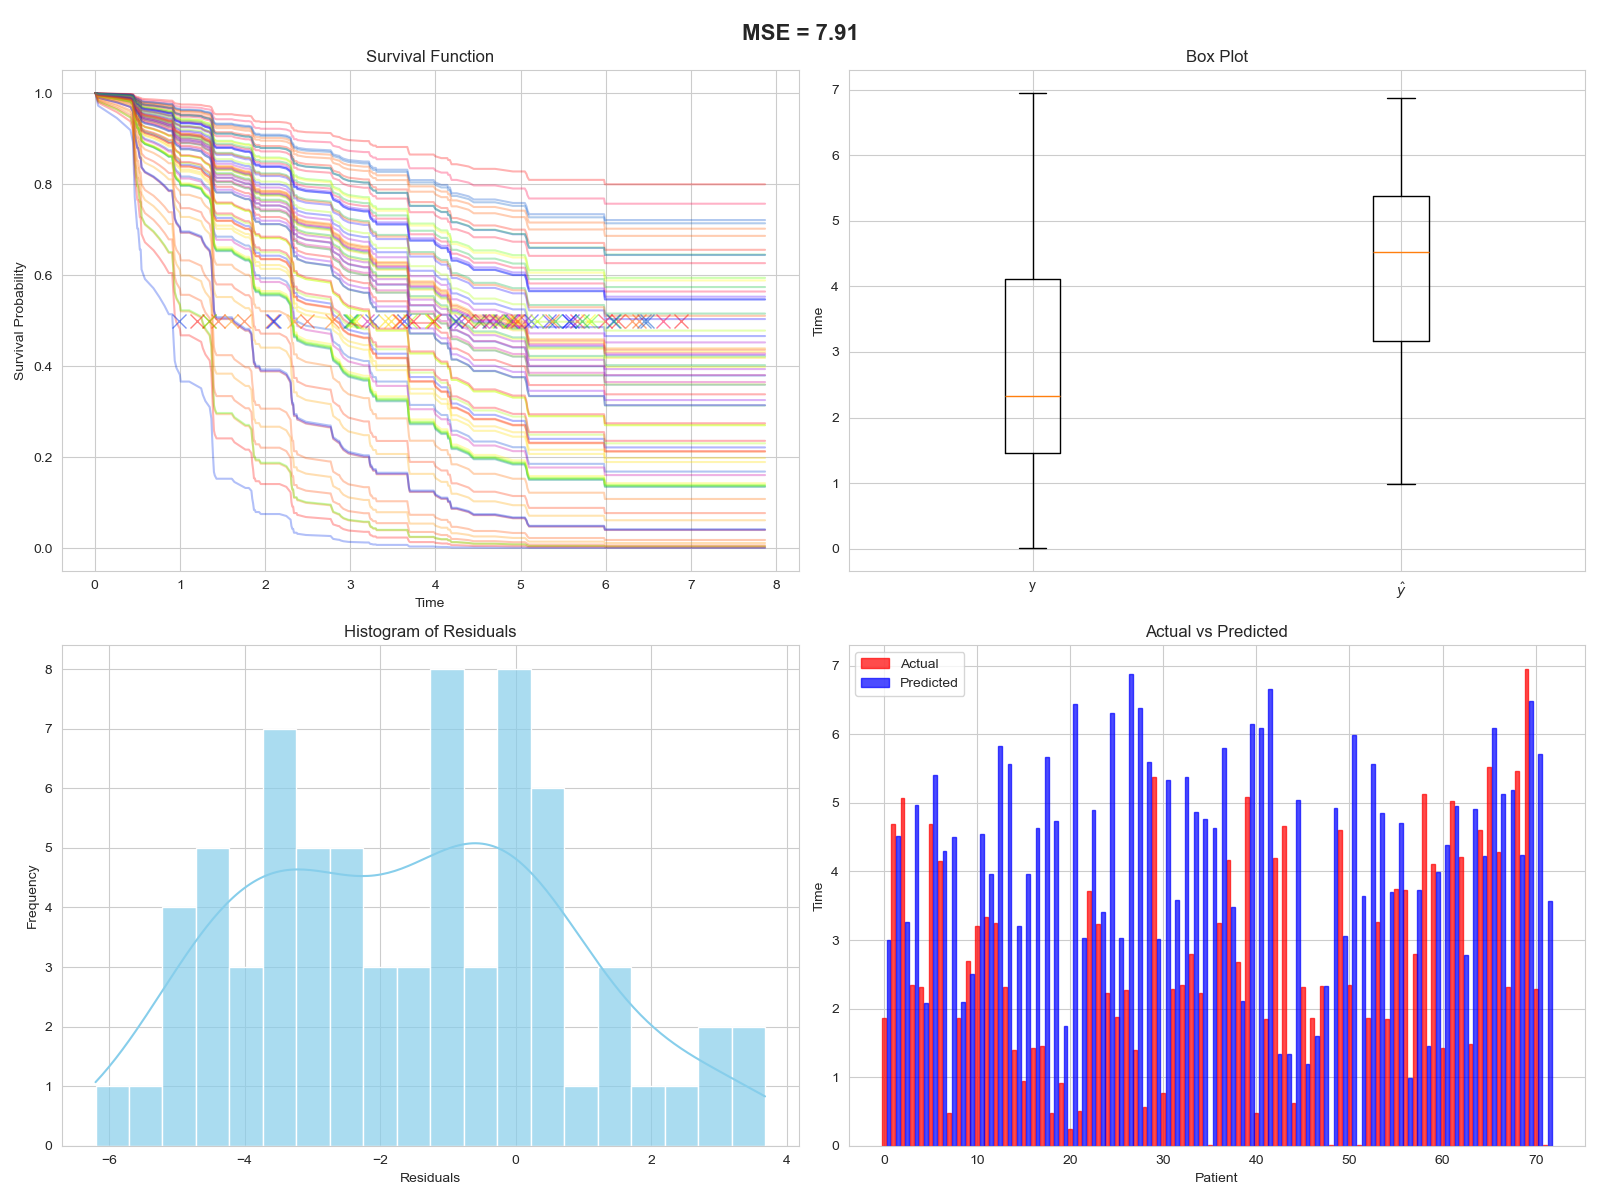 MSE = 7.91
Survival Function
1.0
0.8
0.6
0.4
0.2
0.0
Survival Probability
0 1 2 3 4 5 6 7 8
Time
Box Plot
7
6
5
4
3
2
1
0
Time
y ŷ
Histogram of Residuals
8
7
6
5
4
3
2
1
0
Frequency
−6 −4 −2 0 2 4
Residuals
Actual vs Predicted
Actual
Predicted
7
6
5
4
3
2
1
0
Time
0 10 20 30 40 50 60 70
Patient